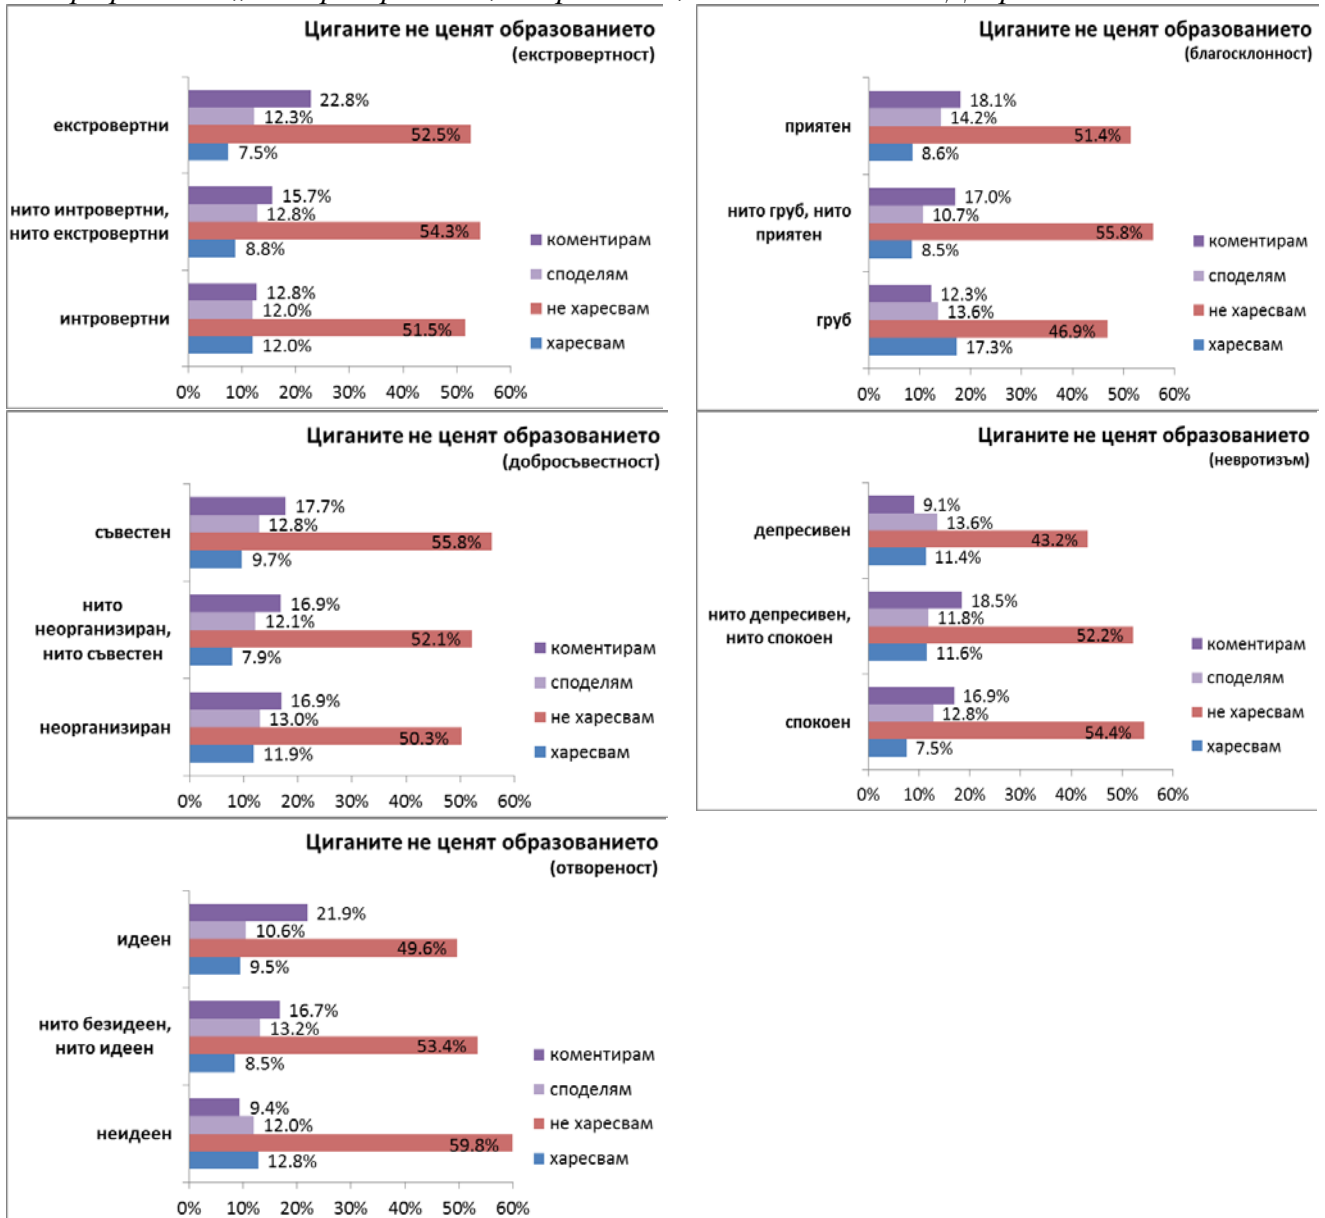 Циганите не ценят образованието
(екстровертност)
екстровертни
22.8%
12.3%
52.5%
7.5%
нито интровертни,
нито екстровертни
15.7%
12.8%
54.3%
8.8%
интровертни
12.8%
12.0%
51.5%
12.0%
коментирам
споделям
не харесвам
харесвам
0% 10% 20% 30% 40% 50% 60%
Циганите не ценят образованието
(благосклонност)
приятен
18.1%
14.2%
51.4%
8.6%
нито груб, нито
приятен
17.0%
10.7%
55.8%
8.5%
груб
12.3%
13.6%
46.9%
17.3%
коментирам
споделям
не харесвам
харесвам
0% 10% 20% 30% 40% 50% 60%
Циганите не ценят образованието
(добросъвестност)
съвестен
17.7%
12.8%
55.8%
9.7%
нито
неорганизиран,
нито съвестен
16.9%
12.1%
52.1%
7.9%
неорганизиран
16.9%
13.0%
50.3%
11.9%
коментирам
споделям
не харесвам
харесвам
0% 10% 20% 30% 40% 50% 60%
Циганите не ценят образованието
(невротизъм)
депресивен
9.1%
13.6%
43.2%
11.4%
нито депресивен,
нито спокоен
18.5%
11.8%
52.2%
11.6%
спокоен
16.9%
12.8%
54.4%
7.5%
коментирам
споделям
не харесвам
харесвам
0% 10% 20% 30% 40% 50% 60%
Циганите не ценят образованието
(отвореност)
идеен
21.9%
10.6%
49.6%
9.5%
нито безидеен,
нито идеен
16.7%
13.2%
53.4%
8.5%
неидеен
9.4%
12.0%
59.8%
12.8%
коментирам
споделям
не харесвам
харесвам
0% 10% 20% 30% 40% 50% 60%